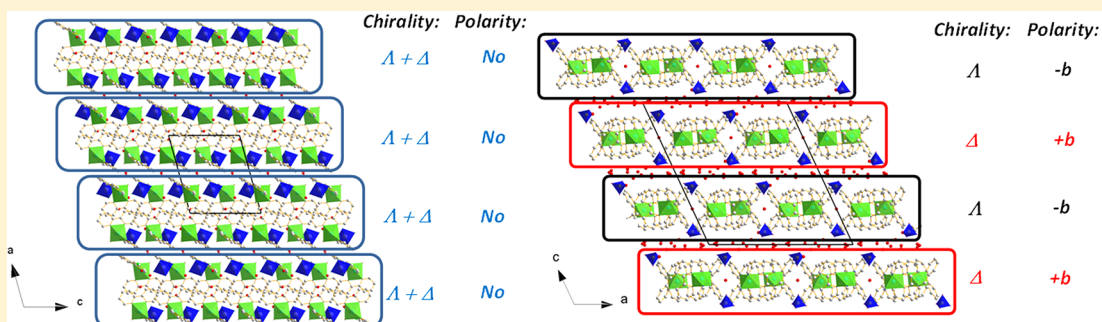 Chirality: Polarity:
Λ + Δ No
Λ + Δ No
Λ + Δ No
Λ + Δ No
a
c
Chirality: Polarity:
Λ -b
Δ +b
Λ -b
Δ +b
c
a